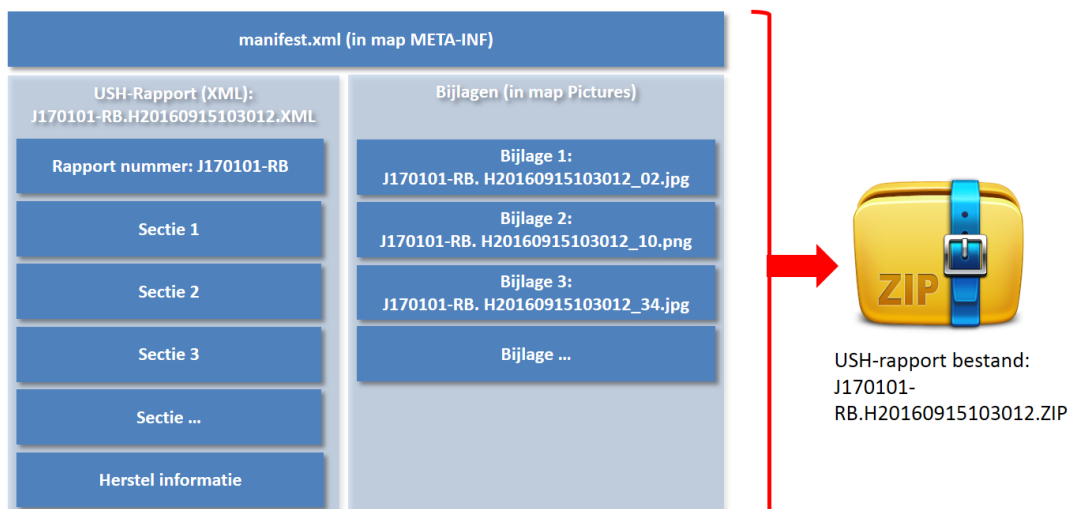 manifest.xml (in map META-INF)
USH-Rapport (XML):
J170101-RB.H20160915103012.XML
Rapport nummer: J170101-RB
Sectie 1
Sectie 2
Sectie 3
Sectie ...
Herstel informatie
Bijlagen (in map Pictures)
Bijlage 1:
J170101-RB. H20160915103012_02.jpg
Bijlage 2:
J170101-RB. H20160915103012_10.png
Bijlage 3:
J170101-RB. H20160915103012_34.jpg
Bijlage ...
ZIP
USH-rapport bestand:
J170101-
RB.H20160915103012.ZIP